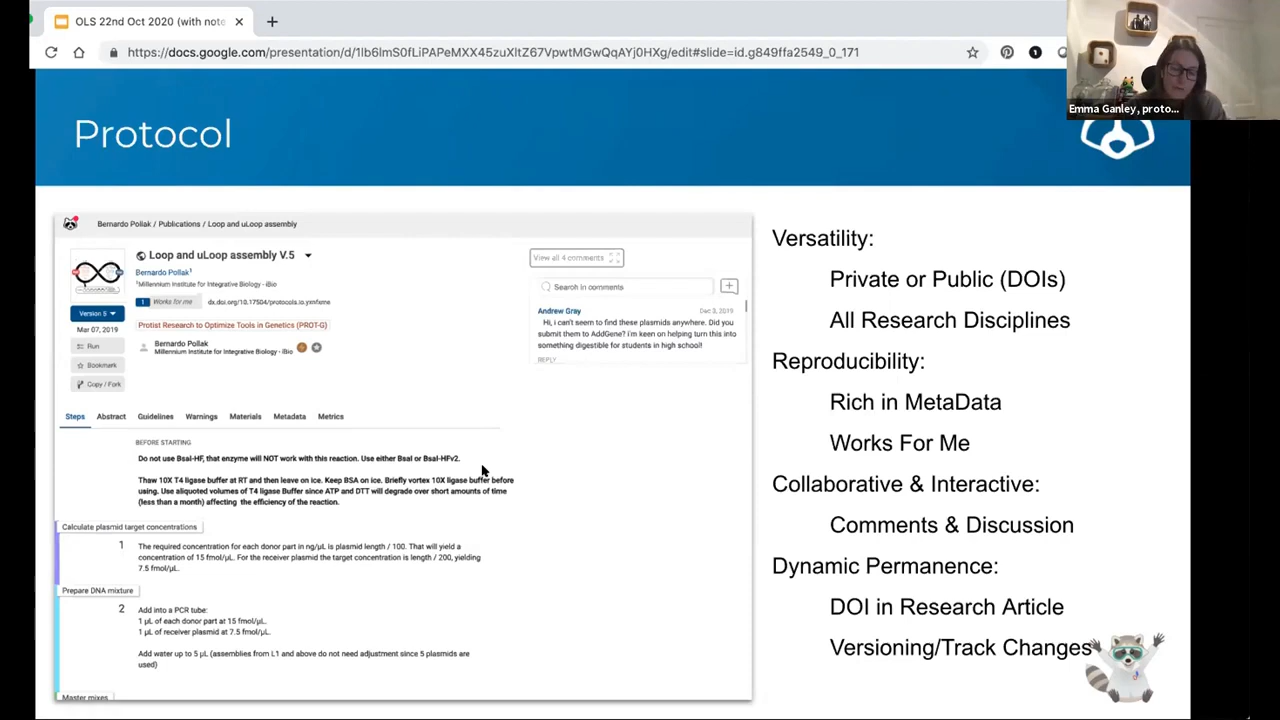 OLS 22nd Oct 2020 (with note
https://docs.google.com/presentation/d/1lb6lmS0fLiPAPeMXX45zuXltZ67VpwtMGwQqAYj0HXg/edit#slide=id.g849ffa2549_0_171
Emma Ganley, proto...
Protocol
Bernardo Pollak / Publications / Loop and uLoop assembly
Loop and uLoop assembly V.5
Bernardo Pollak¹
¹Millennium Institute for Integrative Biology - iBio
1 Works for me dx.doi.org/10.17504/protocols.io.yxnfxme
Version 5
Mar 07, 2019
Protist Research to Optimize Tools in Genetics (PROT-G)
Run
Bernardo Pollak
Millennium Institute for Integrative Biology - iBio
Bookmark
Copy / Fork
View all 4 comments
Search in comments
Andrew Gray Dec 3, 2019
Hi, i can't seem to find these plasmids anywhere. Did you
submit them to AddGene? i'm keen on helping turn this into
something digestible for students in high school!
REPLY
Steps Abstract Guidelines Warnings Materials Metadata Metrics
BEFORE STARTING
Do not use BsaI-HF, that enzyme will NOT work with this reaction. Use either BsaI or BsaI-HFv2.
Thaw 10X T4 ligase buffer at RT and then leave on ice. Keep BSA on ice. Briefly vortex 10X ligase buffer before
using. Use aliquoted volumes of T4 ligase Buffer since ATP and DTT will degrade over short amounts of time
(less than a month) affecting the efficiency of the reaction.
Calculate plasmid target concentrations
1 The required concentration for each donor part in ng/µL is plasmid length / 100. That will yield a
concentration of 15 fmol/µL. For the receiver plasmid the target concentration is length / 200, yielding
7.5 fmol/µL.
Prepare DNA mixture
2 Add into a PCR tube:
1 µL of each donor part at 15 fmol/µL.
1 µL of receiver plasmid at 7.5 fmol/µL.
Add water up to 5 µL (assemblies from L1 and above do not need adjustment since 5 plasmids are
used)
Master mixes
Versatility:
Private or Public (DOIs)
All Research Disciplines
Reproducibility:
Rich in MetaData
Works For Me
Collaborative & Interactive:
Comments & Discussion
Dynamic Permanence:
DOI in Research Article
Versioning/Track Changes